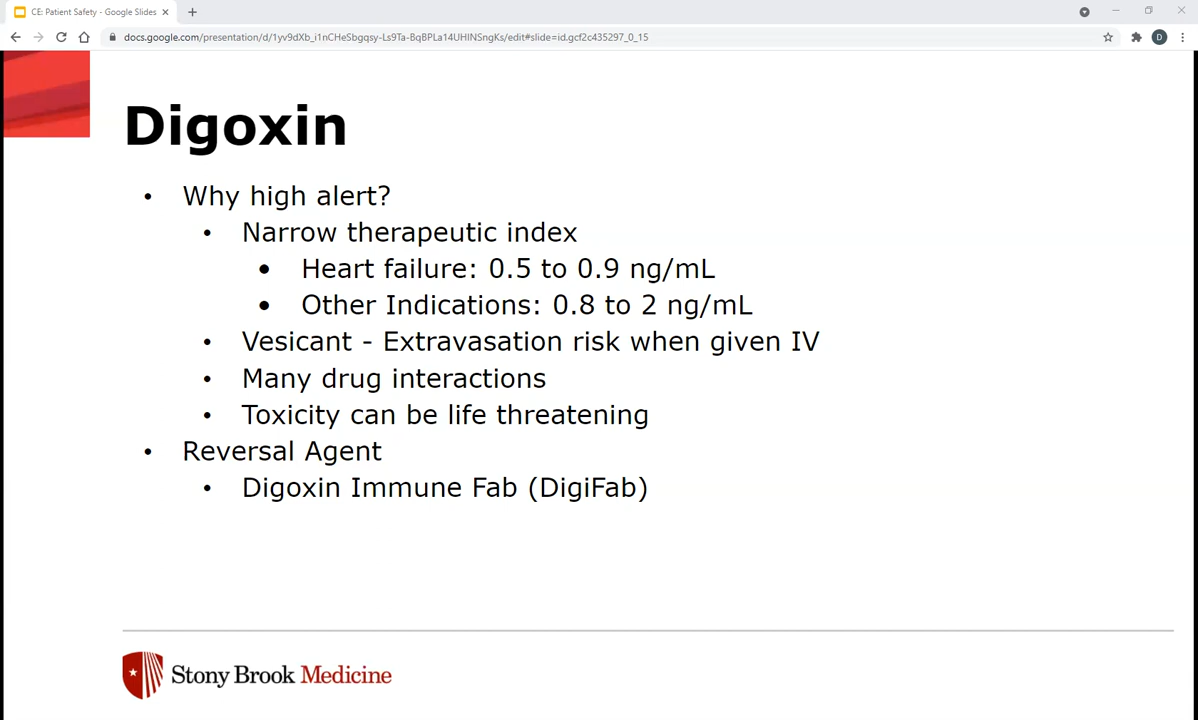 CE: Patient Safety - Google Slides
docs.google.com/presentation/d/1yv9dXb_i1nCHeSbgqsy-Ls9Ta-BqBPLa14UHINSngKs/edit#slide=id.gcf2c435297_0_15
D
Digoxin
• Why high alert?
• Narrow therapeutic index
• Heart failure: 0.5 to 0.9 ng/mL
• Other Indications: 0.8 to 2 ng/mL
• Vesicant - Extravasation risk when given IV
• Many drug interactions
• Toxicity can be life threatening
• Reversal Agent
• Digoxin Immune Fab (DigiFab)
Stony Brook Medicine